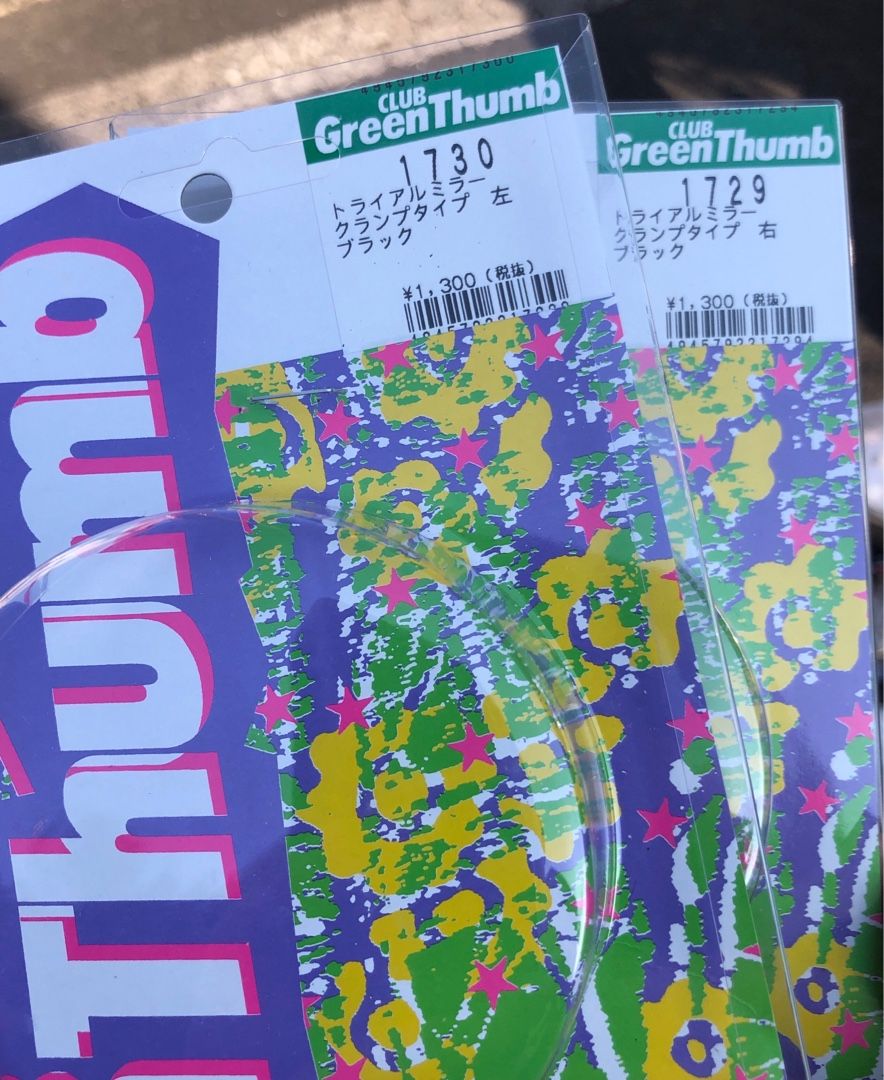 CLUB
GreenThumb
1730
トライアルミラー
クランプタイプ 左
ブラック
¥1,300(税抜)
CLUB
GreenThumb
1729
トライアルミラー
クランプタイプ 右
ブラック
¥1,300(税抜)
4945792317294
Thumb